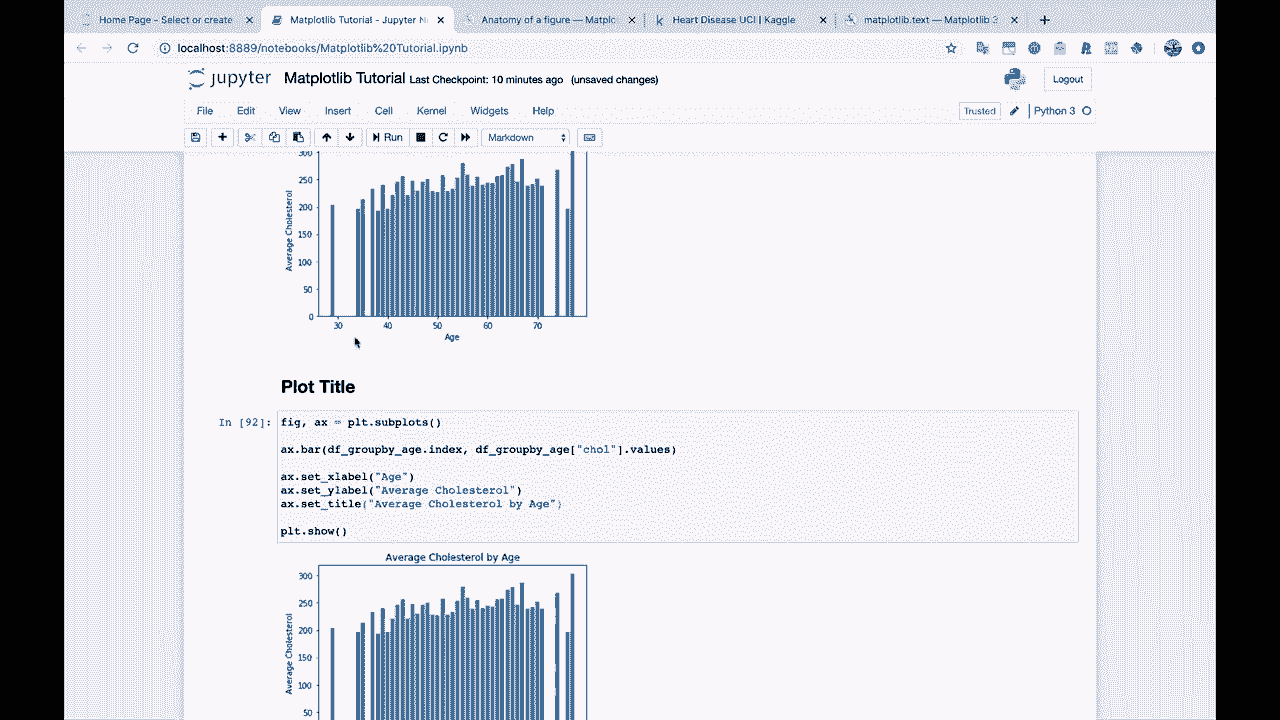 Home Page - Select or create
Matplotlib Tutorial - Jupyter N
Anatomy of a figure — Matplo
Heart Disease UCI | Kaggle
matplotlib.text — Matplotlib 3
localhost:8889/notebooks/Matplotlib%20Tutorial.ipynb
jupyter Matplotlib Tutorial Last Checkpoint: 10 minutes ago (unsaved changes)
Logout
File Edit View Insert Cell Kernel Widgets Help
Trusted
Python 3
Run
Markdown
300
250
200
150
100
50
0
Average Cholesterol
30 40 50 60 70
Age
Plot Title
In [92]:
fig, ax = plt.subplots()
ax.bar(df_groupby_age.index, df_groupby_age["chol"].values)
ax.set_xlabel("Age")
ax.set_ylabel("Average Cholesterol")
ax.set_title("Average Cholesterol by Age")
plt.show()
Average Cholesterol by Age
300
250
200
150
100
50
Average Cholesterol